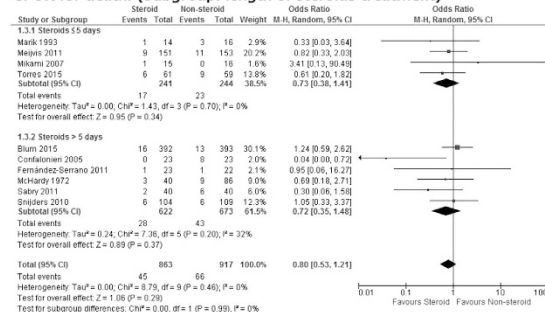 Steroid Non-steroid Odds Ratio Odds Ratio
Study or Subgroup Events Total Events Total Weight M-H, Random, 95% CI M-H, Random, 95% CI
1.3.1 Steroids ≤5 days
Marik 1993 1 14 3 16 2.9% 0.33 [0.03, 3.64]
Meijvis 2011 9 151 11 153 20.9% 0.82 [0.33, 2.03]
Mikami 2007 1 15 0 16 1.7% 3.41 [0.13, 90.49]
Torres 2015 6 61 9 59 13.0% 0.61 [0.20, 1.82]
Subtotal (95% CI) 241 244 38.5% 0.73 [0.38, 1.41]
Total events 17 23
Heterogeneity: Tau² = 0.00; Chi² = 1.43, df = 3 (P = 0.70); I² = 0%
Test for overall effect: Z = 0.95 (P = 0.34)
1.3.2 Steroids > 5 days
Blum 2015 16 392 13 393 30.1% 1.24 [0.59, 2.62]
Confalonieri 2005 0 23 8 23 2.0% 0.04 [0.00, 0.72]
Fernández-Serrano 2011 1 23 1 22 2.2% 0.95 [0.06, 16.27]
McHardy 1972 3 40 9 86 9.5% 0.69 [0.18, 2.71]
Sabry 2011 2 40 6 40 6.1% 0.30 [0.06, 1.58]
Snijders 2010 6 104 6 109 12.5% 1.05 [0.33, 3.37]
Subtotal (95% CI) 622 673 61.5% 0.72 [0.35, 1.48]
Total events 28 43
Heterogeneity: Tau² = 0.24; Chi² = 7.36, df = 5 (P = 0.20); I² = 32%
Test for overall effect: Z = 0.89 (P = 0.37)
Total (95% CI) 863 917 100.0% 0.80 [0.53, 1.21]
Total events 45 66
Heterogeneity: Tau² = 0.00; Chi² = 8.79, df = 9 (P = 0.46); I² = 0%
Test for overall effect: Z = 1.06 (P = 0.29)
Test for subgroup differences: Chi² = 0.00, df = 1 (P = 0.99), I² = 0%
0.01 0.1 1 10 100
Favours Steroid Favours Non-steroid